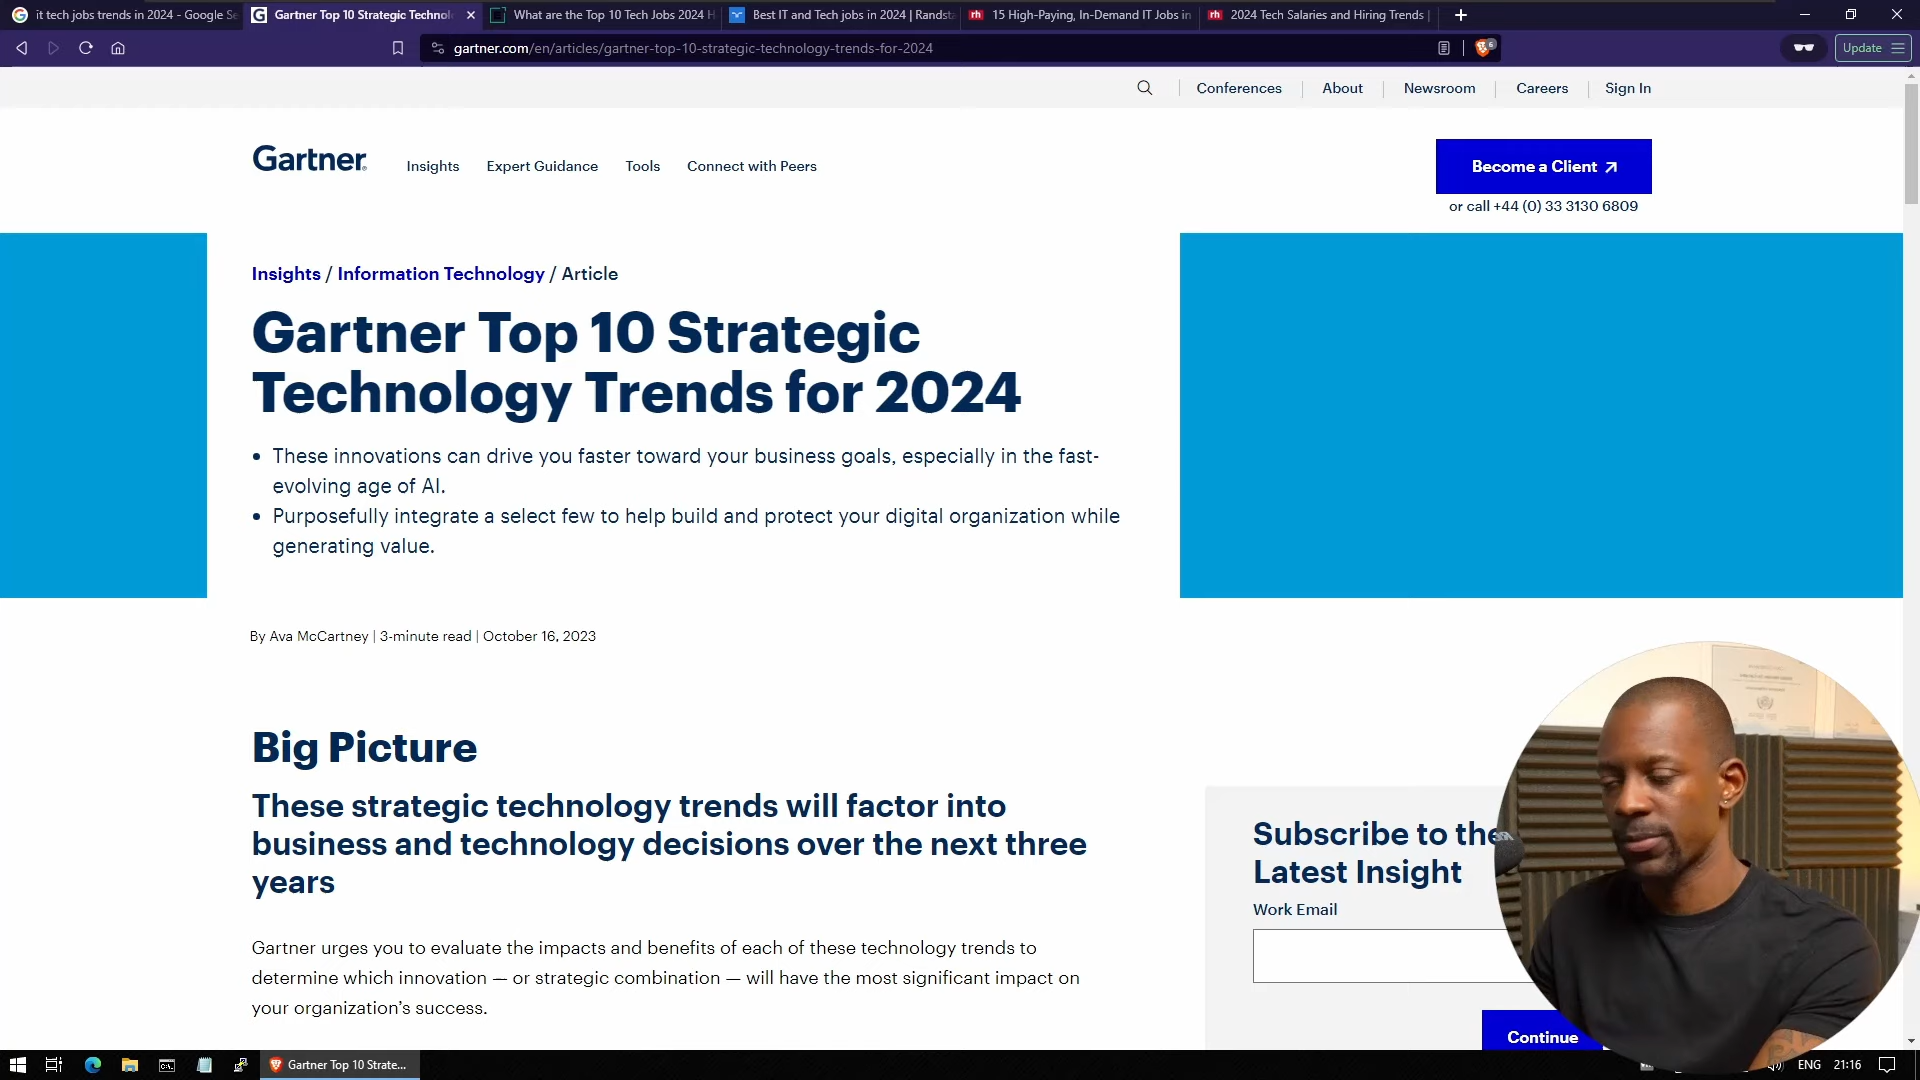 it tech jobs trends in 2024 - Google Se
Gartner Top 10 Strategic Technol
What are the Top 10 Tech Jobs 2024 H
Best IT and Tech jobs in 2024 | Randsta
15 High-Paying, In-Demand IT Jobs in
2024 Tech Salaries and Hiring Trends |
gartner.com/en/articles/gartner-top-10-strategic-technology-trends-for-2024
6
Update
Conferences
About
Newsroom
Careers
Sign In
Gartner
Insights
Expert Guidance
Tools
Connect with Peers
Become a Client
or call +44 (0) 33 3130 6809
Insights / Information Technology / Article
Gartner Top 10 Strategic
Technology Trends for 2024
• These innovations can drive you faster toward your business goals, especially in the fast-
evolving age of AI.
• Purposefully integrate a select few to help build and protect your digital organization while
generating value.
By Ava McCartney | 3-minute read | October 16, 2023
Big Picture
These strategic technology trends will factor into
business and technology decisions over the next three
years
Gartner urges you to evaluate the impacts and benefits of each of these technology trends to
determine which innovation — or strategic combination — will have the most significant impact on
your organization's success.
Subscribe to the
Latest Insight
Work Email
Continue
Gartner Top 10 Strate...
ENG
21:16